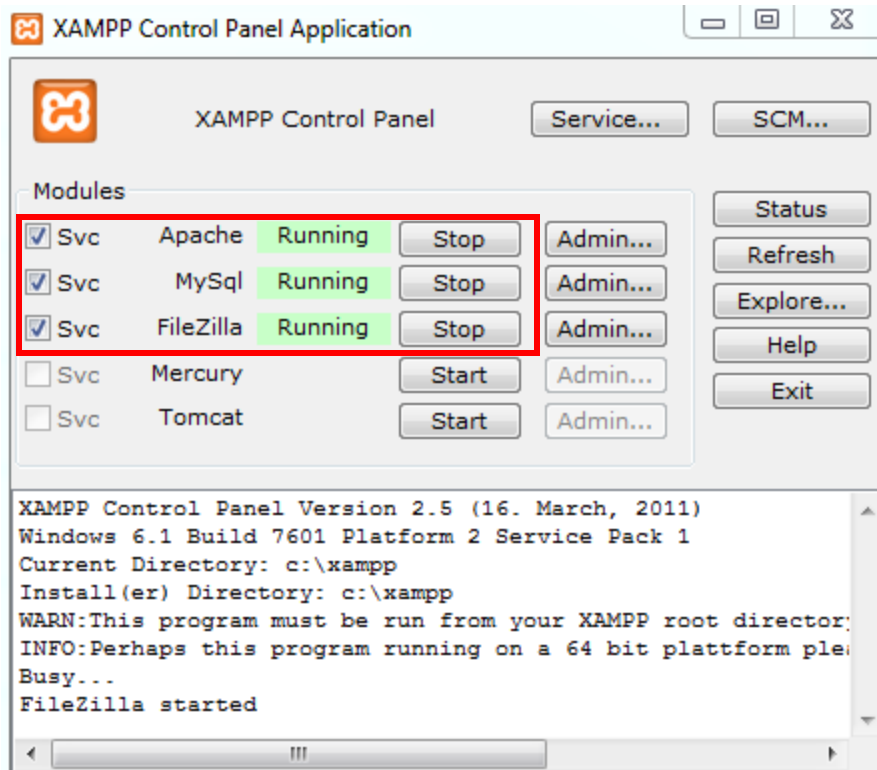 XAMPP Control Panel Application
XAMPP Control Panel Service... SCM...
Modules
Svc Apache Running Stop Admin...
Svc MySql Running Stop Admin...
Svc FileZilla Running Stop Admin...
Svc Mercury Start Admin...
Svc Tomcat Start Admin...
Status
Refresh
Explore...
Help
Exit
XAMPP Control Panel Version 2.5 (16. March, 2011)
Windows 6.1 Build 7601 Platform 2 Service Pack 1
Current Directory: c:\xampp
Install(er) Directory: c:\xampp
WARN:This program must be run from your XAMPP root director
INFO:Perhaps this program running on a 64 bit plattform
Busy...
FileZilla started